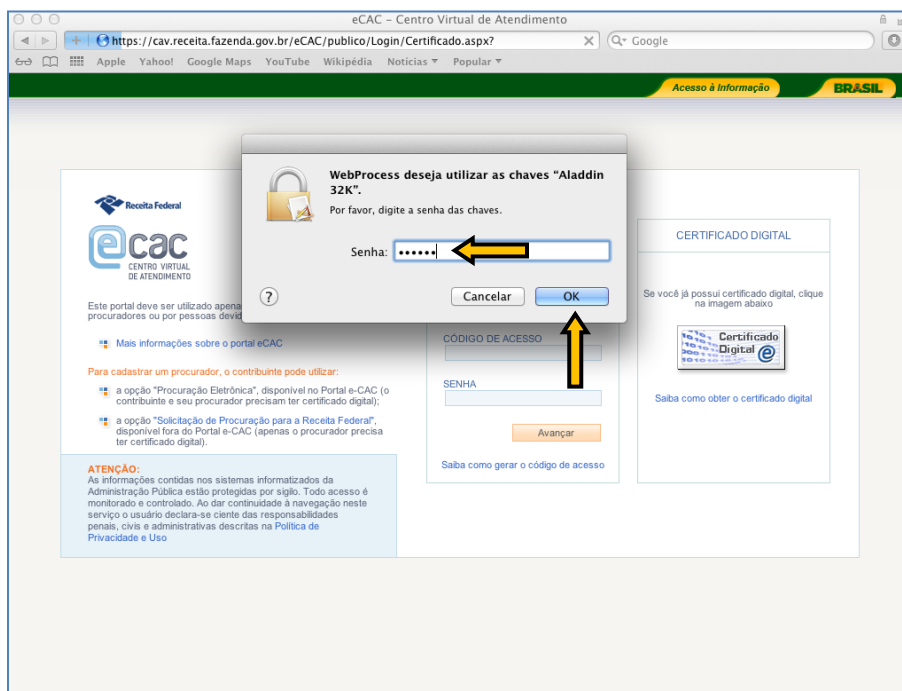 eCAC – Centro Virtual de Atendimento
https://cav.receita.fazenda.gov.br/eCAC/publico/Login/Certificado.aspx?
Google
Apple Yahoo! Google Maps YouTube Wikipédia Notícias Popular
Acesso à Informação
BRASIL
WebProcess deseja utilizar as chaves “Aladdin
32K”.
Por favor, digite a senha das chaves.
Senha: ••••••
?
Cancelar
OK
Receita Federal
eCAC
CENTRO VIRTUAL
DE ATENDIMENTO
Este portal deve ser utilizado
procuradores ou por pessoas
Mais informações sobre o portal eCAC
Para cadastrar um procurador, o contribuinte pode utilizar:
a opção "Procuração Eletrônica", disponível no Portal e-CAC (o
contribuinte e seu procurador precisam ter certificado digital);
a opção "Solicitação de Procuração para a Receita Federal",
disponível fora do Portal e-CAC (apenas o procurador precisa
ter certificado digital).
ATENÇÃO:
As informações contidas nos sistemas informatizados da
Administração Pública estão protegidas por sigilo. Todo acesso é
monitorado e controlado. Ao dar continuidade à navegação neste
serviço o usuário declara-se ciente das responsabilidades
penais, civis e administrativas descritas na Política de
Privacidade e Uso
CÓDIGO DE ACESSO
SENHA
Avançar
Saiba como gerar o código de acesso
CERTIFICADO DIGITAL
Se você já possui certificado digital, clique
na imagem abaixo
Certificado
Digital
Saiba como obter o certificado digital